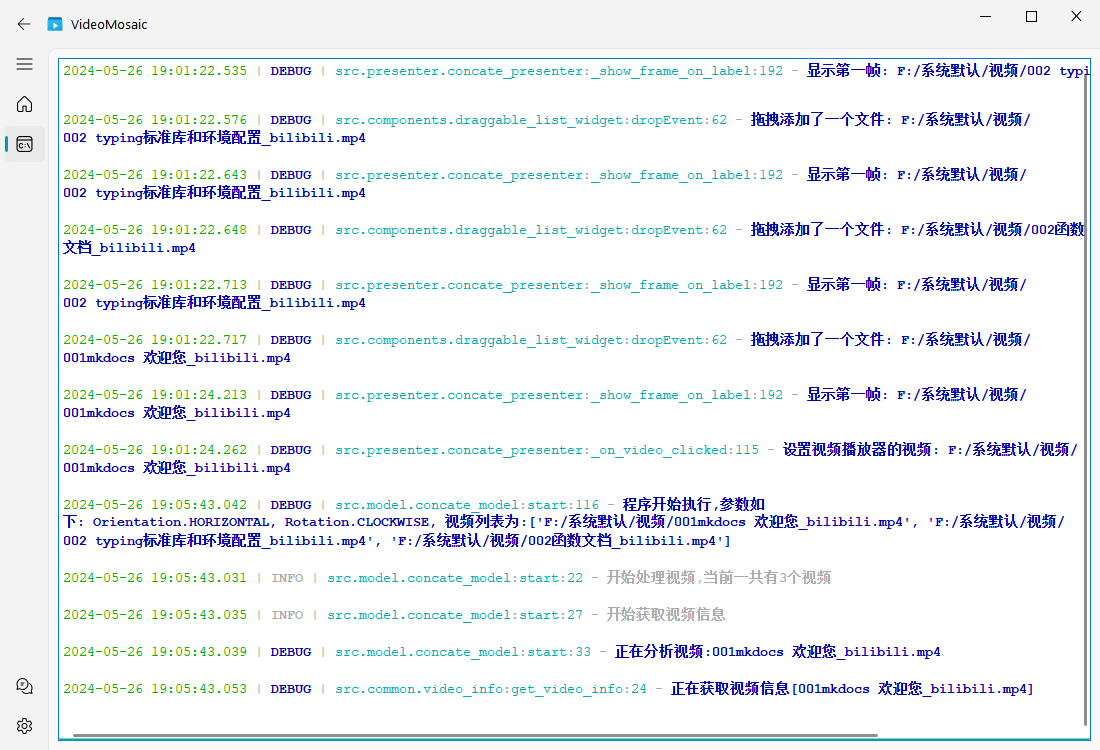 VideoMosaic
2024-05-26 19:01:22.535 | DEBUG | src.presenter.concate_presenter:_show_frame_on_label:192 - 显示第一帧: F:/系统默认/视频/002 typi
2024-05-26 19:01:22.576 | DEBUG | src.components.draggable_list_widget:dropEvent:62 - 拖拽添加了一个文件: F:/系统默认/视频/
002 typing标准库和环境配置_bilibili.mp4
2024-05-26 19:01:22.643 | DEBUG | src.presenter.concate_presenter:_show_frame_on_label:192 - 显示第一帧: F:/系统默认/视频/
002 typing标准库和环境配置_bilibili.mp4
2024-05-26 19:01:22.648 | DEBUG | src.components.draggable_list_widget:dropEvent:62 - 拖拽添加了一个文件: F:/系统默认/视频/002函数
文档_bilibili.mp4
2024-05-26 19:01:22.713 | DEBUG | src.presenter.concate_presenter:_show_frame_on_label:192 - 显示第一帧: F:/系统默认/视频/
002 typing标准库和环境配置_bilibili.mp4
2024-05-26 19:01:22.717 | DEBUG | src.components.draggable_list_widget:dropEvent:62 - 拖拽添加了一个文件: F:/系统默认/视频/
001mkdocs 欢迎您_bilibili.mp4
2024-05-26 19:01:24.213 | DEBUG | src.presenter.concate_presenter:_show_frame_on_label:192 - 显示第一帧: F:/系统默认/视频/
001mkdocs 欢迎您_bilibili.mp4
2024-05-26 19:01:24.262 | DEBUG | src.presenter.concate_presenter:_on_video_clicked:115 - 设置视频播放器的视频: F:/系统默认/视频/
001mkdocs 欢迎您_bilibili.mp4
2024-05-26 19:05:43.042 | DEBUG | src.model.concate_model:start:116 - 程序开始执行,参数如
下: Orientation.HORIZONTAL, Rotation.CLOCKWISE, 视频列表为:['F:/系统默认/视频/001mkdocs 欢迎您_bilibili.mp4', 'F:/系统默认/视频/
002 typing标准库和环境配置_bilibili.mp4', 'F:/系统默认/视频/002函数文档_bilibili.mp4']
2024-05-26 19:05:43.031 | INFO | src.model.concate_model:start:22 - 开始处理视频,当前一共有3个视频
2024-05-26 19:05:43.035 | INFO | src.model.concate_model:start:27 - 开始获取视频信息
2024-05-26 19:05:43.039 | DEBUG | src.model.concate_model:start:33 - 正在分析视频:001mkdocs 欢迎您_bilibili.mp4
2024-05-26 19:05:43.053 | DEBUG | src.common.video_info:get_video_info:24 - 正在获取视频信息[001mkdocs 欢迎您_bilibili.mp4]